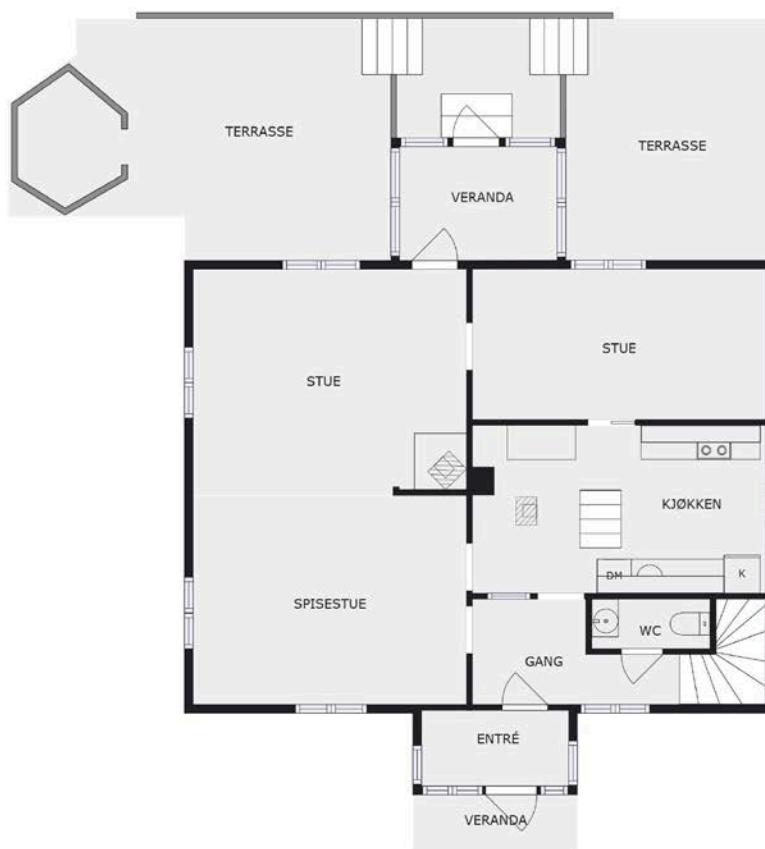 TERRASSE
TERRASSE
VERANDA
STUE
STUE
KJØKKEN
DM
K
SPISESTUE
WC
GANG
ENTRÉ
VERANDA